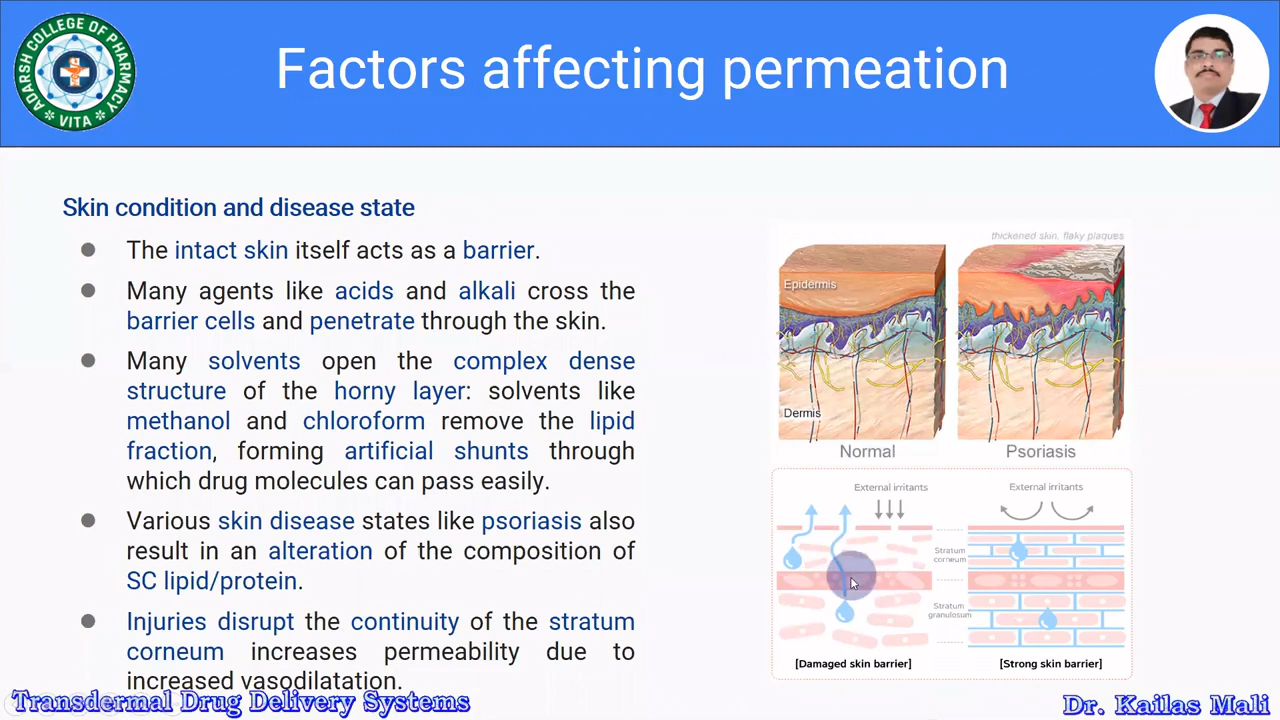 ADARSH COLLEGE OF PHARMACY
VITA
Factors affecting permeation
Skin condition and disease state
The intact skin itself acts as a barrier.
Many agents like acids and alkali cross the
barrier cells and penetrate through the skin.
Many solvents open the complex dense
structure of the horny layer: solvents like
methanol and chloroform remove the lipid
fraction, forming artificial shunts through
which drug molecules can pass easily.
Various skin disease states like psoriasis also
result in an alteration of the composition of
SC lipid/protein.
Injuries disrupt the continuity of the stratum
corneum increases permeability due to
increased vasodilatation.
thickened skin, flaky plaques
Epidermis
Dermis
Normal
Psoriasis
External irritants
External irritants
Stratum
corneum
Stratum
granulosum
[Damaged skin barrier]
[Strong skin barrier]
Transdermal Drug Delivery Systems
Dr. Kailas Mali